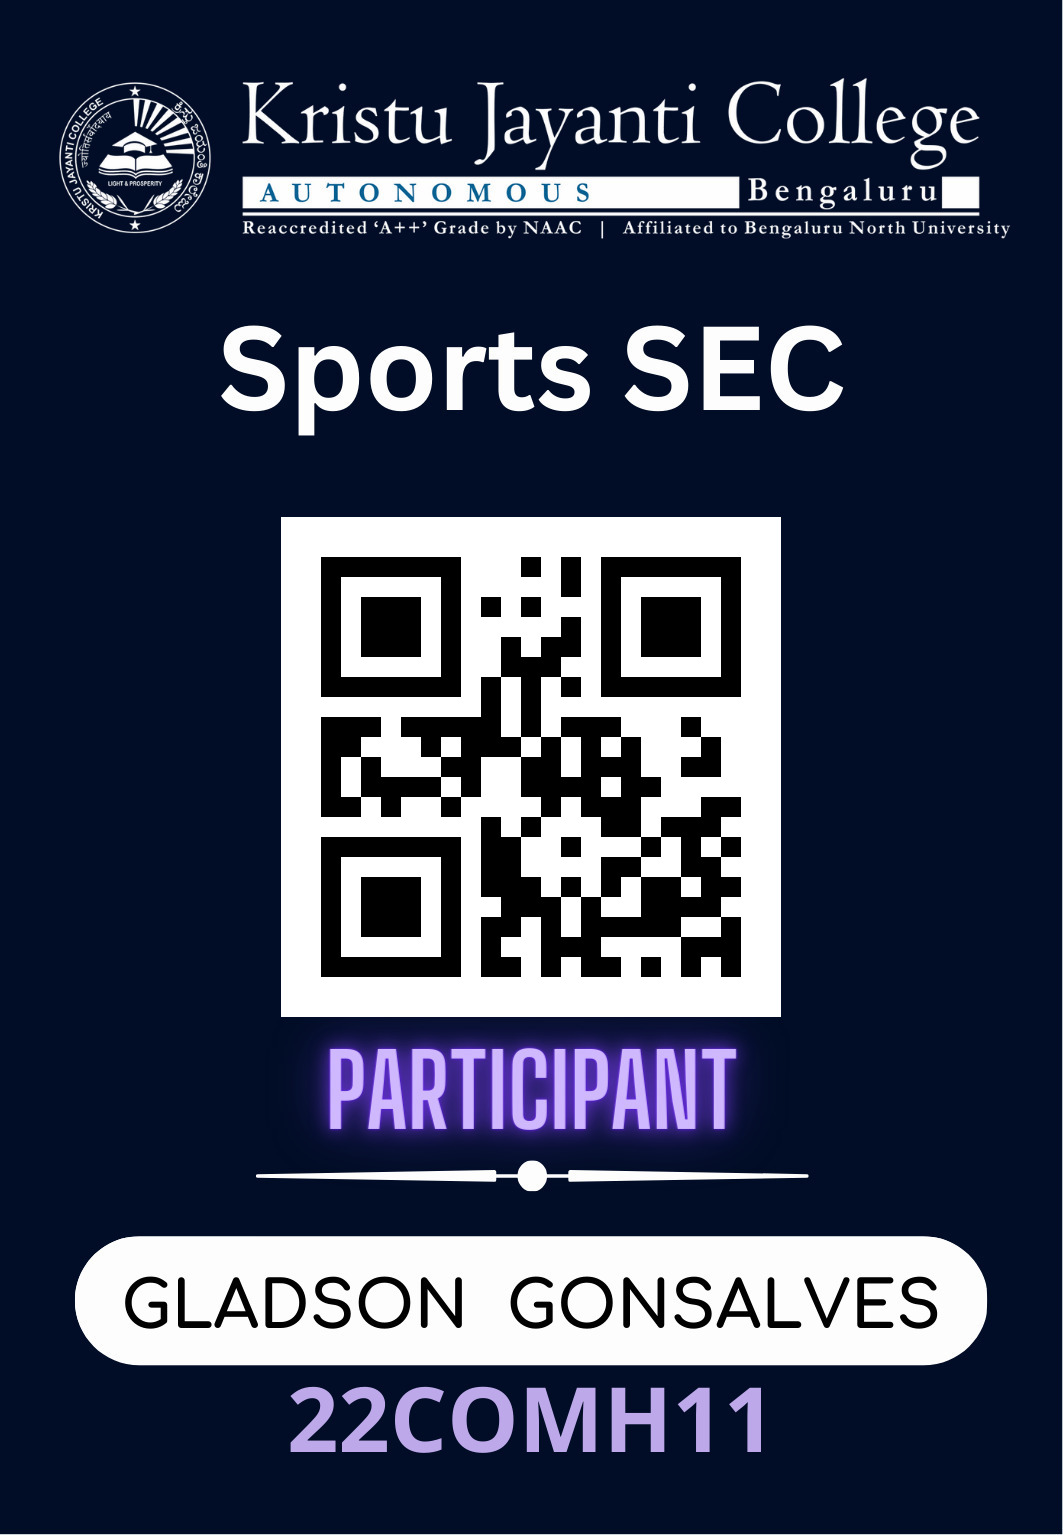 KRISTU JAYANTI COLLEGE
ज्योतिसंवादयाय
LIGHT & PROSPERITY
Kristu Jayanti College
AUTONOMOUS Bengaluru
Reaccredited ‘A++’ Grade by NAAC | Affiliated to Bengaluru North University
Sports SEC
PARTICIPANT
GLADSON GONSALVES
22COMH11